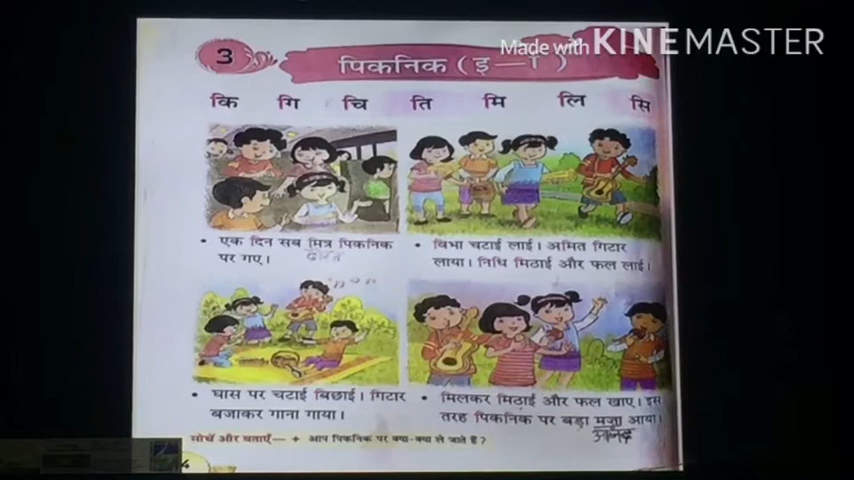 Made with KINEMASTER
3
पिकनिक ( इ — ि )
कि गि चि ति मि लि सि
• एक दिन सब मित्र पिकनिक
पर गए।
दोस्त
• विभा चटाई लाई। अमित गिटार
लाया। निधि मिठाई और फल लाई।
• घास पर चटाई बिछाई। गिटार
बजाकर गाना गाया।
• मिलकर मिठाई और फल खाए। इस
तरह पिकनिक पर बड़ा मज़ा आया।
आनंद
सोचें और बताएँ— + आप पिकनिक पर क्या-क्या ले जाते हैं ?